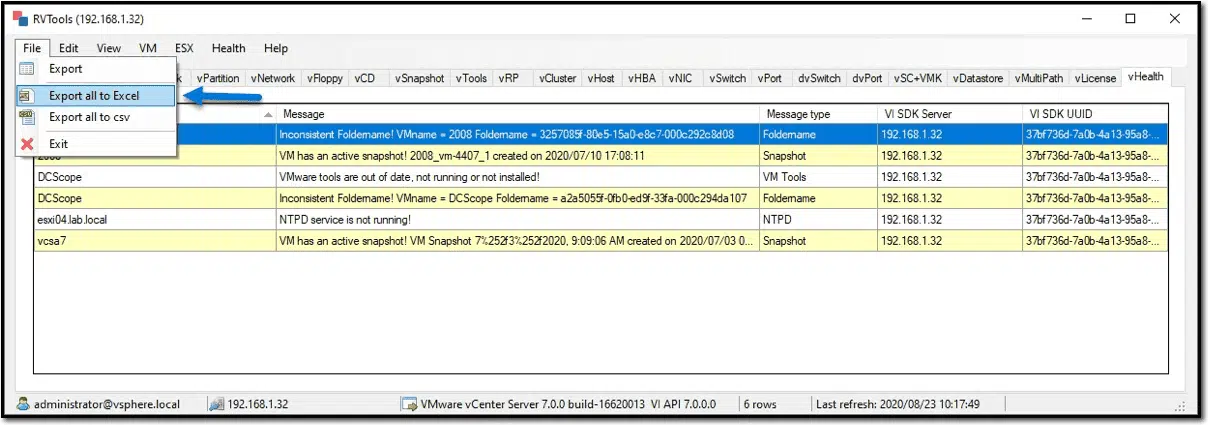 RVTools (192.168.1.32)
File Edit View VM ESX Health Help
Export
Export all to Excel
Export all to csv
Exit
vPartition vNetwork vFloppy vCD vSnapshot vTools vRP vCluster vHost vHBA vNIC vSwitch vPort dvSwitch dvPort vSC+VMK vDatastore vMultiPath vLicense vHealth
Message Message type VI SDK Server VI SDK UUID
Inconsistent Foldername! VMname = 2008 Foldername = 3257085f-80e5-15a0-e8c7-000c292c8d08 Foldername 192.168.1.32 37bf736d-7a0b-4a13-95a8-...
2008 VM has an active snapshot! 2008_vm-4407_1 created on 2020/07/10 17:08:11 Snapshot 192.168.1.32 37bf736d-7a0b-4a13-95a8-...
DCScope VMware tools are out of date, not running or not installed! VM Tools 192.168.1.32 37bf736d-7a0b-4a13-95a8-...
DCScope Inconsistent Foldername! VMname = DCScope Foldername = a2a5055f-0fb0-ed9f-33fa-000c294da107 Foldername 192.168.1.32 37bf736d-7a0b-4a13-95a8-...
esxi04.lab.local NTPD service is not running! NTPD 192.168.1.32 37bf736d-7a0b-4a13-95a8-...
vcsa7 VM has an active snapshot! VM Snapshot 7%252f3%252f2020, 9:09:06 AM created on 2020/07/03 0... Snapshot 192.168.1.32 37bf736d-7a0b-4a13-95a8-...
administrator@vsphere.local 192.168.1.32 VMware vCenter Server 7.0.0 build-16620013 VI API 7.0.0.0 6 rows Last refresh: 2020/08/23 10:17:49